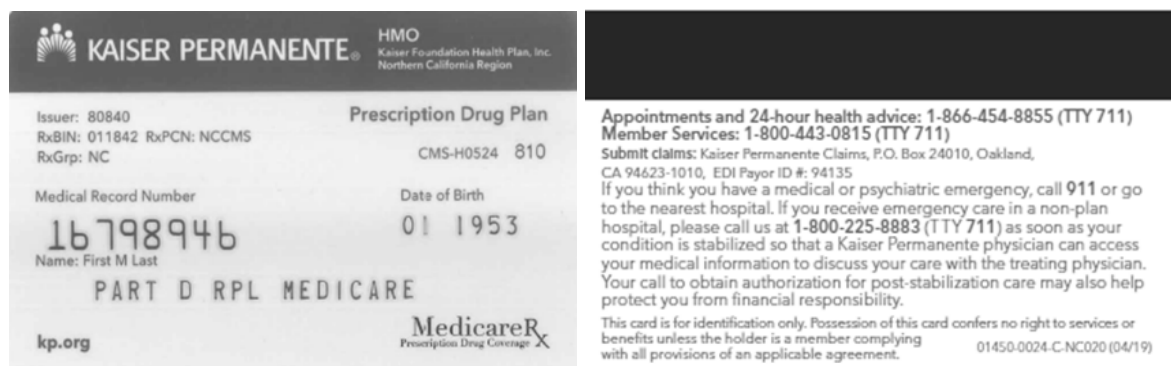 KAISER PERMANENTE®
HMO
Kaiser Foundation Health Plan, Inc.
Northern California Region
Issuer: 80840
RxBIN: 011842 RxPCN: NCCMS
RxGrp: NC
Prescription Drug Plan
CMS-H0524 810
Medical Record Number
Date of Birth
16798946
01 1953
Name: First M Last
PART D RPL MEDICARE
kp.org
MedicareRx
Prescription Drug Coverage
Appointments and 24-hour health advice: 1-866-454-8855 (TTY 711)
Member Services: 1-800-443-0815 (TTY 711)
Submit claims: Kaiser Permanente Claims, P.O. Box 24010, Oakland,
CA 94623-1010, EDI Payor ID #: 94135
If you think you have a medical or psychiatric emergency, call 911 or go
to the nearest hospital. If you receive emergency care in a non-plan
hospital, please call us at 1-800-225-8883 (TTY 711) as soon as your
condition is stabilized so that a Kaiser Permanente physician can access
your medical information to discuss your care with the treating physician.
Your call to obtain authorization for post-stabilization care may also help
protect you from financial responsibility.
This card is for identification only. Possession of this card confers no right to services or
benefits unless the holder is a member complying
with all provisions of an applicable agreement.
01450-0024-C-NC020 (04/19)